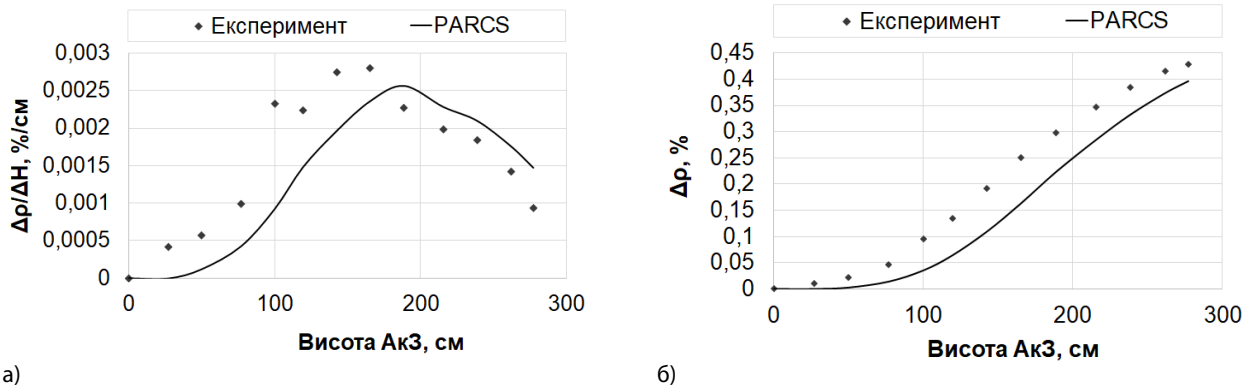 Експеримент PARCS
0,003
0,0025
0,002
0,0015
0,001
0,0005
0
Δρ/ΔH, %/см
0 100 200 300
Висота АкЗ, см
а)
Експеримент PARCS
0,45
0,4
0,35
0,3
0,25
0,2
0,15
0,1
0,05
0
Δρ, %
0 100 200 300
Висота АкЗ, см
б)